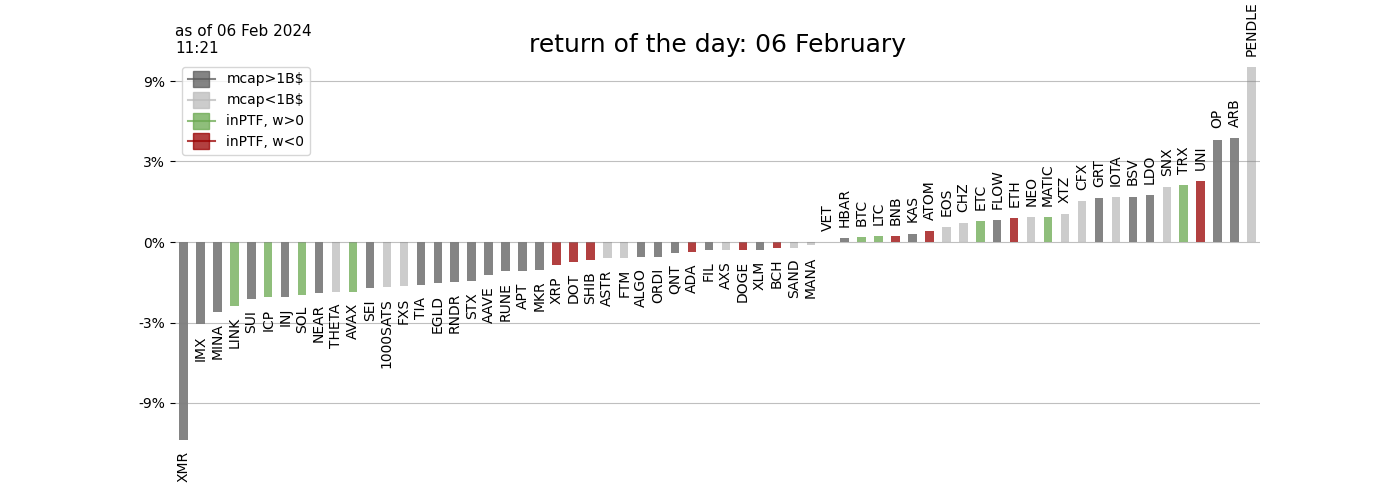 as of 06 Feb 2024
11:21
return of the day: 06 February
mcap>1B$
mcap<1B$
inPTF, w>0
inPTF, w<0
9%
3%
0%
-3%
-9%
XMR
IMX
MINA
LINK
SUI
ICP
INJ
SOL
NEAR
THETA
AVAX
SEI
1000SATS
FXS
TIA
EGLD
RNDR
STX
AAVE
RUNE
APT
MKR
XRP
DOT
SHIB
ASTR
FTM
ALGO
ORDI
QNT
ADA
FIL
AXS
DOGE
XLM
BCH
SAND
MANA
VET
HBAR
BTC
LTC
BNB
KAS
ATOM
EOS
CHZ
ETC
FLOW
ETH
NEO
MATIC
XTZ
CFX
GRT
IOTA
BSV
LDO
SNX
TRX
UNI
OP
ARB
PENDLE